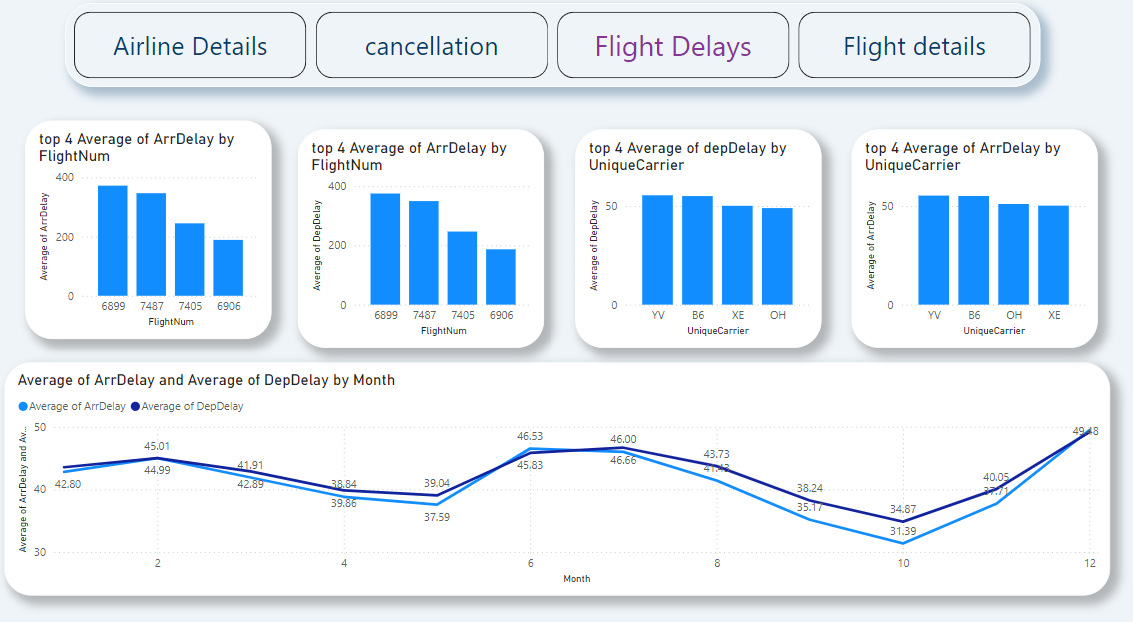 Airline Details
cancellation
Flight Delays
Flight details
top 4 Average of ArrDelay by
FlightNum
Average of ArrDelay
400
200
0
6899 7487 7405 6906
FlightNum
top 4 Average of ArrDelay by
FlightNum
Average of DepDelay
400
200
0
6899 7487 7405 6906
FlightNum
top 4 Average of depDelay by
UniqueCarrier
Average of DepDelay
50
0
YV B6 XE OH
UniqueCarrier
top 4 Average of ArrDelay by
UniqueCarrier
Average of ArrDelay
50
0
YV B6 OH XE
UniqueCarrier
Average of ArrDelay and Average of DepDelay by Month
Average of ArrDelay Average of DepDelay
Average of ArrDelay and Av...
50
40
30
42.80
45.01
44.99
41.91
42.89
38.84
39.86
39.04
37.59
46.53
45.83
46.00
46.66
43.73
41.43
38.24
35.17
34.87
31.39
40.05
37.71
49.48
2 4 6 8 10 12
Month